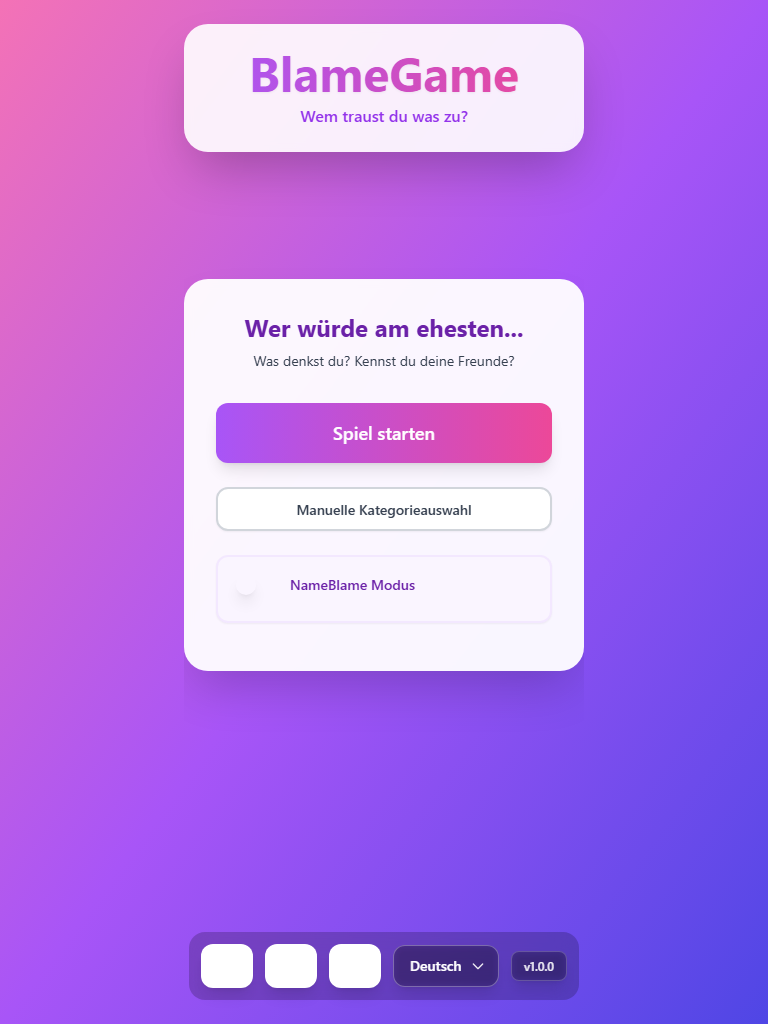 BlameGame
Wem traust du was zu?
Wer würde am ehesten...
Was denkst du? Kennst du deine Freunde?
Spiel starten
Manuelle Kategorieauswahl
NameBlame Modus
Deutsch
v1.0.0